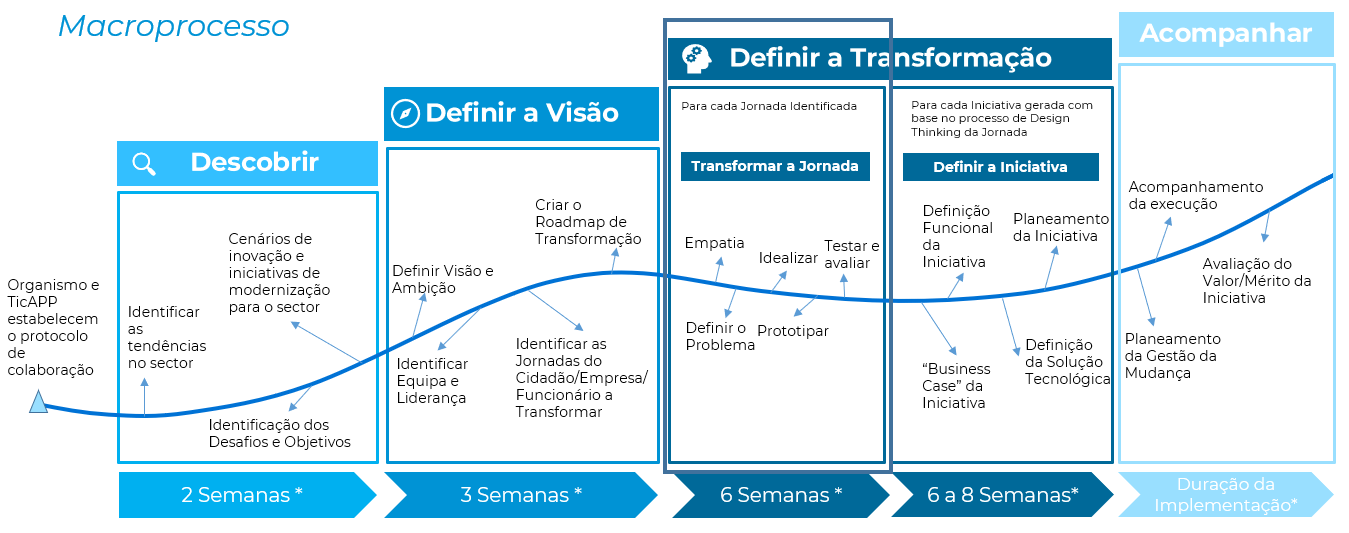 Macroprocesso
Organismo e
TicAPP
estabelecem
o protocolo
de
colaboração
Descobrir
Identificar
as
tendências
no sector
Cenários de
inovação e
iniciativas de
modernização
para o sector
Identificação dos
Desafios e Objetivos
2 Semanas *
Definir a Visão
Definir Visão e
Ambição
Identificar
Equipa e
Liderança
Criar o
Roadmap de
Transformação
Identificar as
Jornadas do
Cidadão/Empresa/
Funcionário a
Transformar
3 Semanas *
Definir a Transformação
Para cada Jornada Identificada
Transformar a Jornada
Empatia
Definir o
Problema
Idealizar
Prototipar
Testar e
avaliar
6 Semanas *
Para cada Iniciativa gerada com
base no processo de Design
Thinking da Jornada
Definir a Iniciativa
Definição
Funcional
da
Iniciativa
“Business
Case” da
Iniciativa
Planeamento
da Iniciativa
Definição
da Solução
Tecnológica
6 a 8 Semanas*
Acompanhar
Acompanhamento
da execução
Planeamento
da Gestão da
Mudança
Avaliação do
Valor/Mérito da
Iniciativa
Duração da
Implementação*